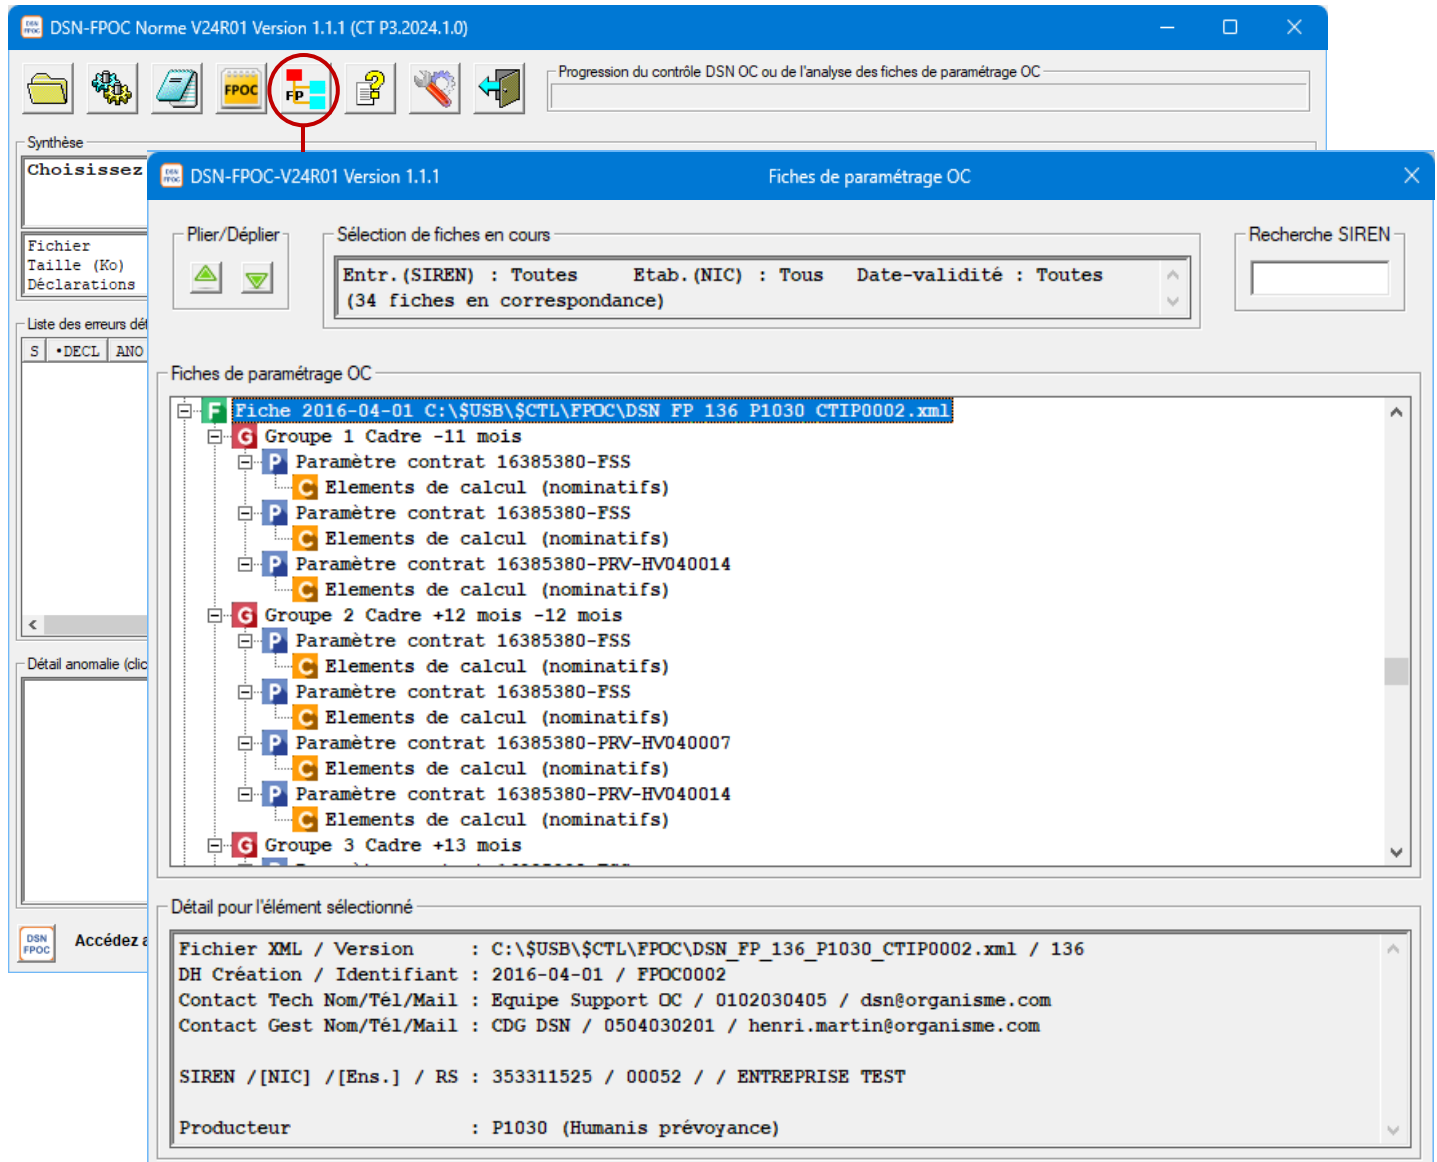 DSN-FPOC Norme V24R01 Version 1.1.1 (CT P3.2024.1.0)
FPOC
FP
Progression du contrôle DSN OC ou de l'analyse des fiches de paramétrage OC
Synthèse
Choisissez
Fichier
Taille (Ko)
Déclarations
Liste des erreurs dét
S •DECL ANO
Détail anomalie (clic
DSN
FPOC
Accédez a
DSN-FPOC-V24R01 Version 1.1.1
Fiches de paramétrage OC
Plier/Déplier
Sélection de fiches en cours
Entr.(SIREN) : Toutes Etab.(NIC) : Tous Date-validité : Toutes
(34 fiches en correspondance)
Recherche SIREN
Fiches de paramétrage OC
F Fiche 2016-04-01 C:\$USB\$CTL\FPOC\DSN FP 136 P1030 CTIP0002.xml
G Groupe 1 Cadre -11 mois
P Paramètre contrat 16385380-FSS
C Elements de calcul (nominatifs)
P Paramètre contrat 16385380-FSS
C Elements de calcul (nominatifs)
P Paramètre contrat 16385380-PRV-HV040014
C Elements de calcul (nominatifs)
G Groupe 2 Cadre +12 mois -12 mois
P Paramètre contrat 16385380-FSS
C Elements de calcul (nominatifs)
P Paramètre contrat 16385380-FSS
C Elements de calcul (nominatifs)
P Paramètre contrat 16385380-PRV-HV040007
C Elements de calcul (nominatifs)
P Paramètre contrat 16385380-PRV-HV040014
C Elements de calcul (nominatifs)
G Groupe 3 Cadre +13 mois
Détail pour l'élément sélectionné
Fichier XML / Version : C:\$USB\$CTL\FPOC\DSN_FP_136_P1030_CTIP0002.xml / 136
DH Création / Identifiant : 2016-04-01 / FPOC0002
Contact Tech Nom/Tél/Mail : Equipe Support OC / 0102030405 / dsn@organisme.com
Contact Gest Nom/Tél/Mail : CDG DSN / 0504030201 / henri.martin@organisme.com
SIREN /[NIC] /[Ens.] / RS : 353311525 / 00052 / / ENTREPRISE TEST
Producteur : P1030 (Humanis prévoyance)